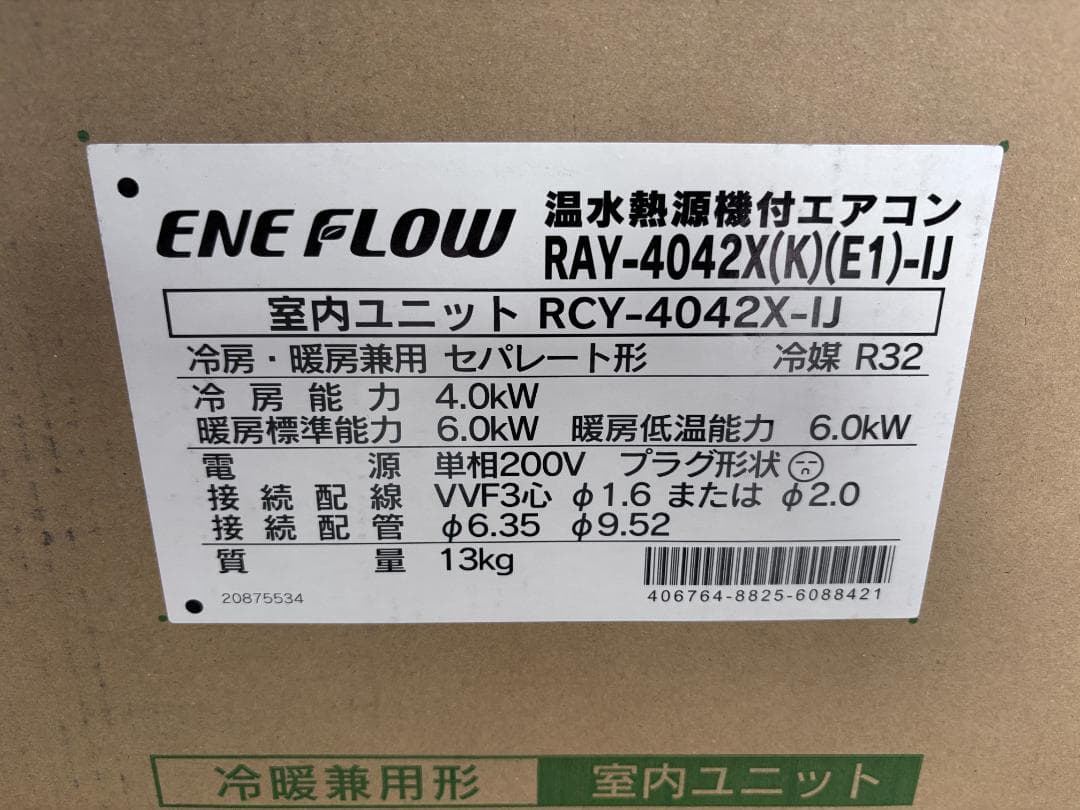 ENE FLOW
温水熱源機付エアコン
RAY-4042X(K)(E1)-IJ
室内ユニット RCY-4042X-IJ
冷房・暖房兼用 セパレート形 冷媒 R32
冷房能力 4.0kW
暖房標準能力 6.0kW 暖房低温能力 6.0kW
電源 単相200V プラグ形状
接続配線 VVF3心 φ1.6 または φ2.0
接続配管 φ6.35 φ9.52
質量 13kg
20875534
406764-8825-6088421
冷暖兼用形 室内ユニット